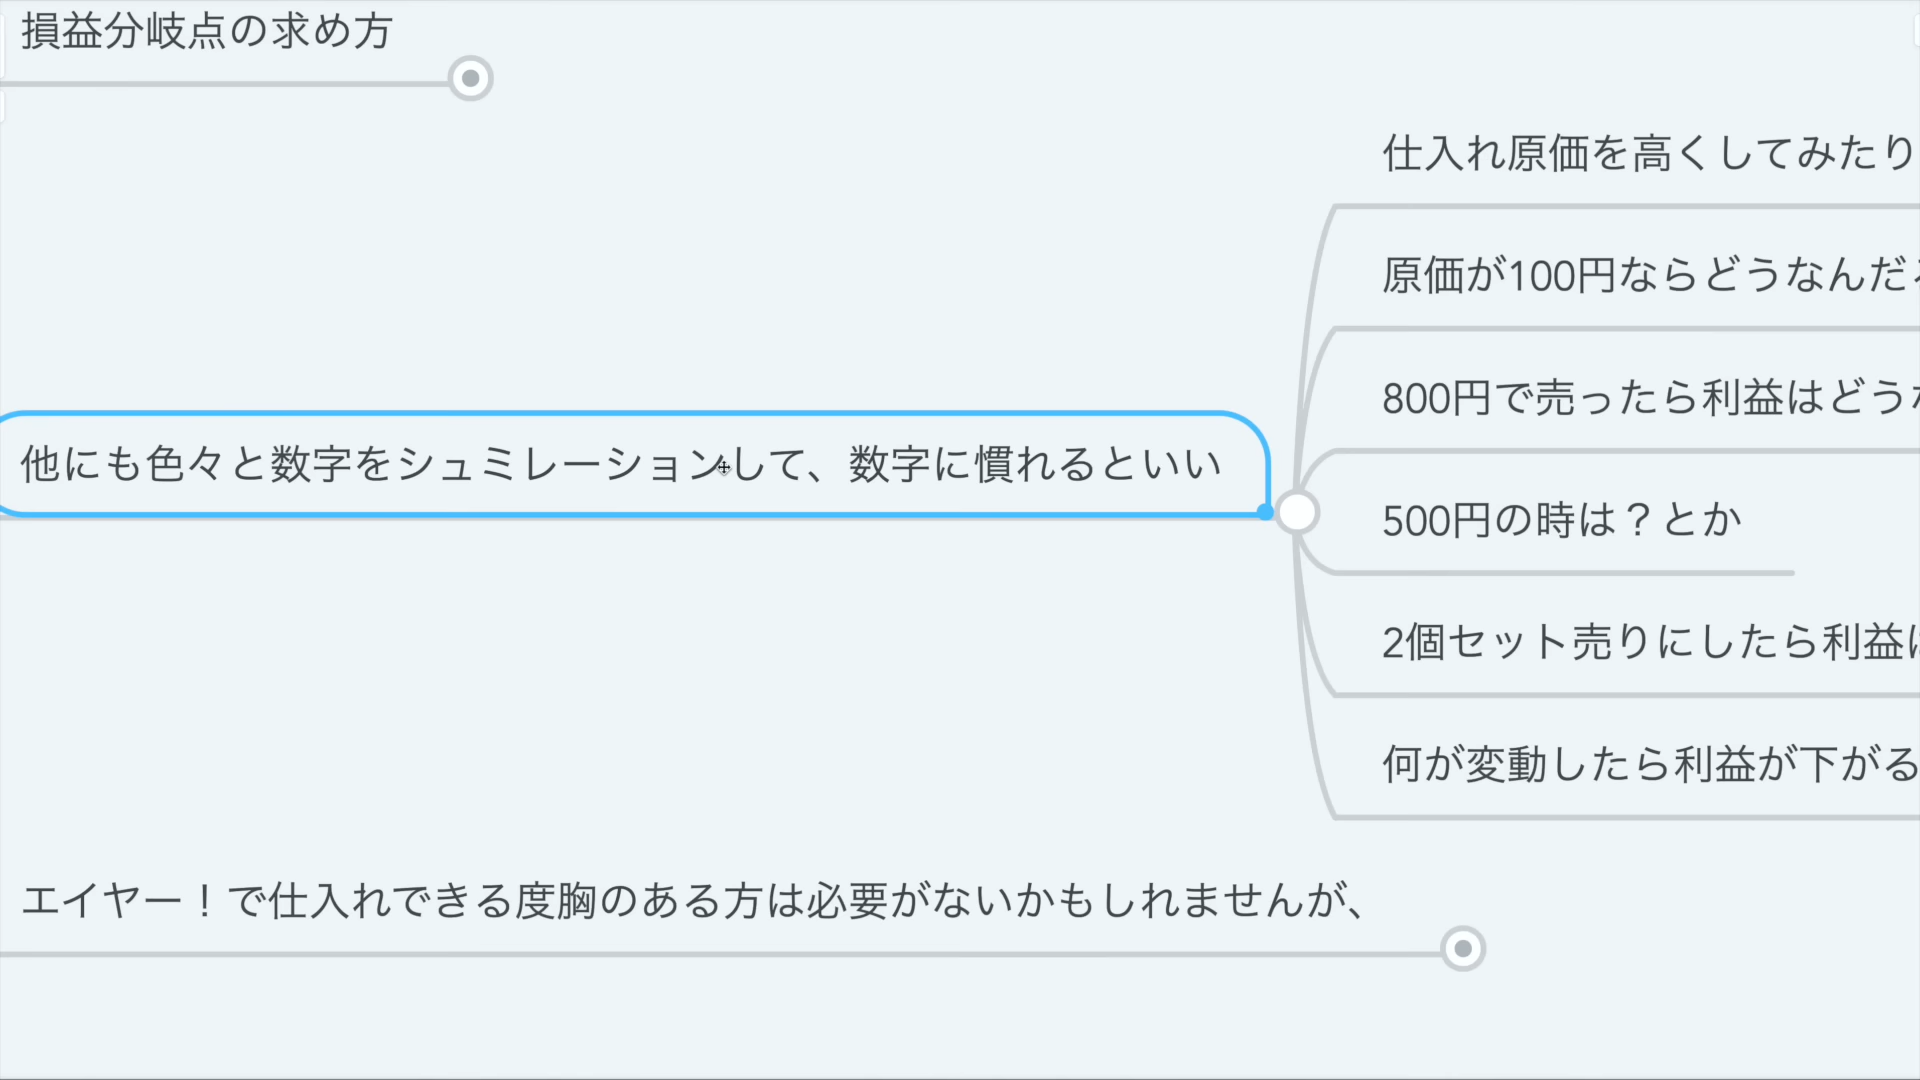 損益分岐点の求め方
仕入れ原価を高くしてみたり
原価が100円ならどうなんだ
800円で売ったら利益はどう
他にも色々と数字をシュミレーションして、数字に慣れるといい
500円の時は？とか
2個セット売りにしたら利益
何が変動したら利益が下がる
エイヤー！で仕入れできる度胸のある方は必要がないかもしれませんが、